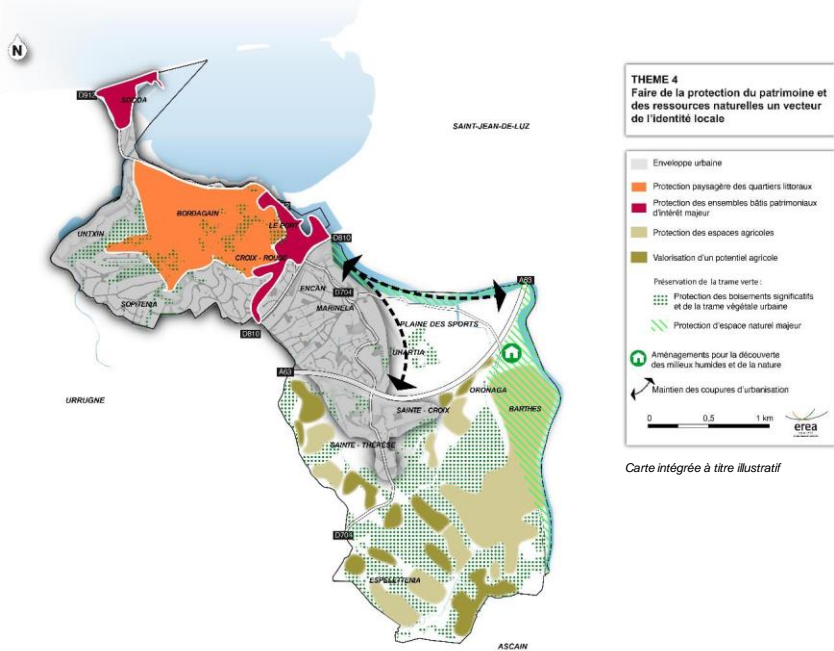 N
D912
SOCOA
SAINT-JEAN-DE-LUZ
BORDAGAIN
UNTXIN
LE PORT
D810
CROIX - ROUGE
A63
ENCAN
D704
MARINELA
SOPITENIA
PLAINE DES SPORTS
D810
UHARTIA
A63
ORONAGA
URRUGNE
SAINTE - CROIX
BARTHES
SAINTE - THÉRÈSE
D704
ESPELETTENIA
ASCAIN
THEME 4
Faire de la protection du patrimoine et
des ressources naturelles un vecteur
de l'identité locale
Enveloppe urbaine
Protection paysagère des quartiers littoraux
Protection des ensembles bâtis patrimoniaux
d'intérêt majeur
Protection des espaces agricoles
Valorisation d'un potentiel agricole
Préservation de la trame verte :
Protection des boisements significatifs
et de la trame végétale urbaine
Protection d'espace naturel majeur
Aménagements pour la découverte
des milieux humides et de la nature
Maintien des coupures d'urbanisation
0 0,5 1 km
erea
Carte intégrée à titre illustratif